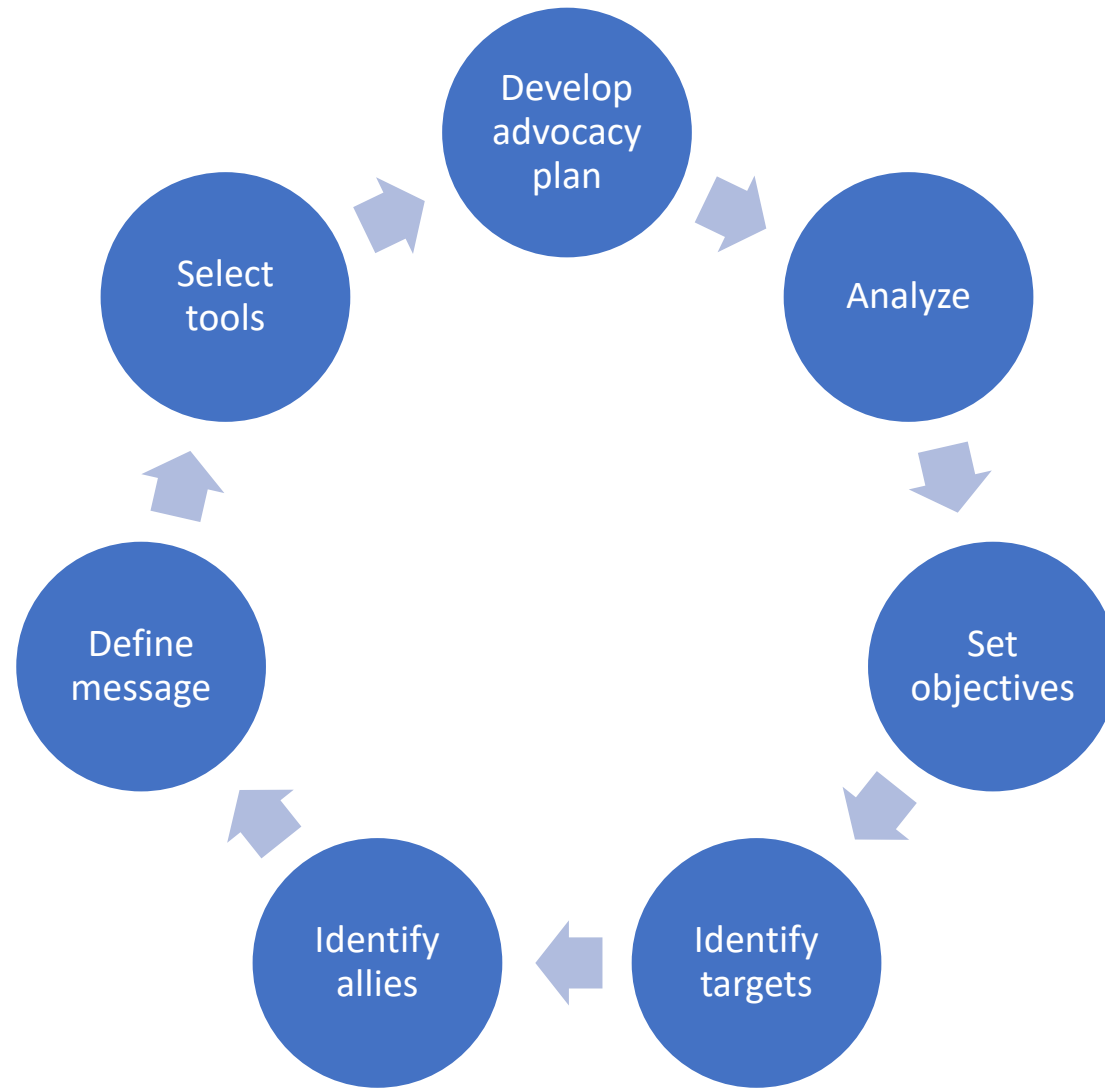 Develop
advocacy
plan
Analyze
Set
objectives
Identify
targets
Identify
allies
Define
message
Select
tools